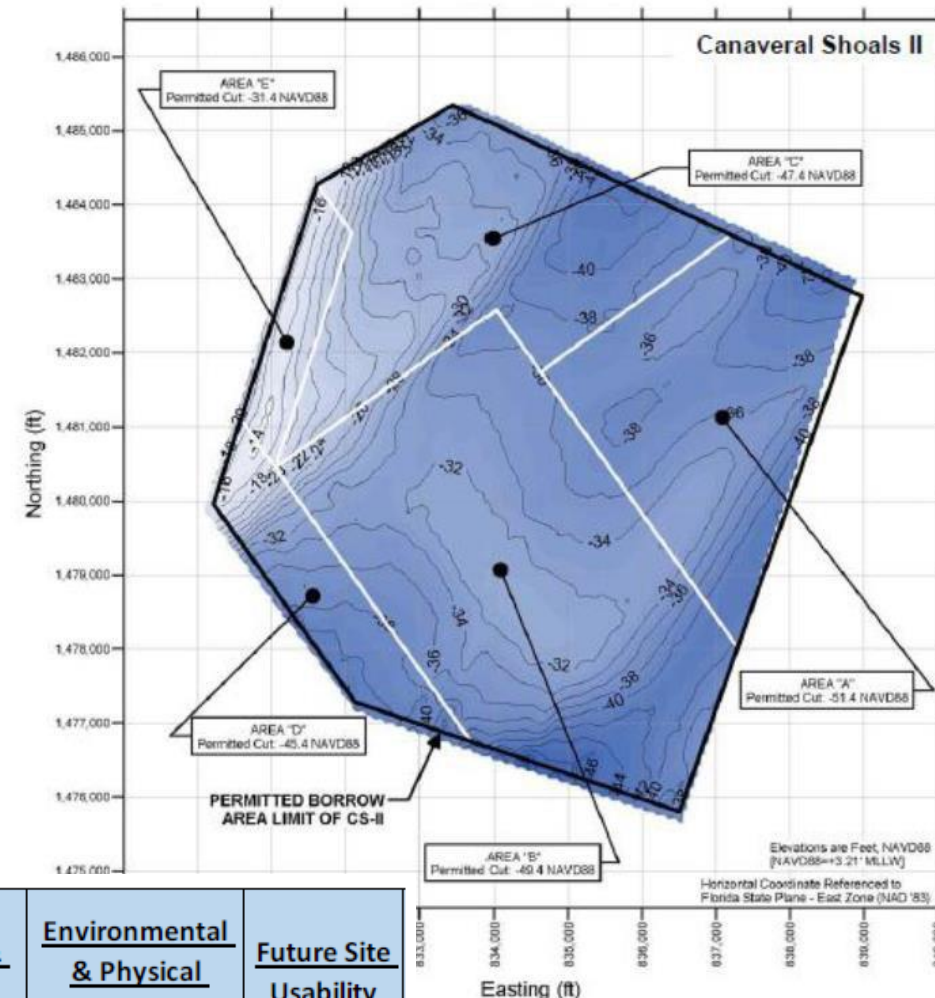 Canaveral Shoals II
1,486,000
AREA "E"
Permitted Cut: -31.4 NAVD88
1,485,000
AREA "C"
Permitted Cut: -47.4 NAVD88
1,484,000
1,483,000
1,482,000
1,481,000
1,480,000
1,479,000
1,478,000
1,477,000
1,476,000
1,475,000
Northing (ft)
-36
-34
-16
-40
-38
-36
-38
-38
-36
-38
-40
-32
-34
-32
-34
-36
-32
-38
-40
-40
AREA "A"
Permitted Cut: -51.4 NAVD88
AREA "D"
Permitted Cut: -45.4 NAVD88
PERMITTED BORROW
AREA LIMIT OF CS-II
AREA "B"
Permitted Cut: -49.4 NAVD88
Elevations are Feet, NAVD88
[NAVD88=+3.21' MLLW]
Horizontal Coordinate Referenced to
Florida State Plane - East Zone (NAD '83)
833,000
834,000
835,000
836,000
837,000
838,000
839,000
Easting (ft)
Environmental
& Physical
Future Site
Usability